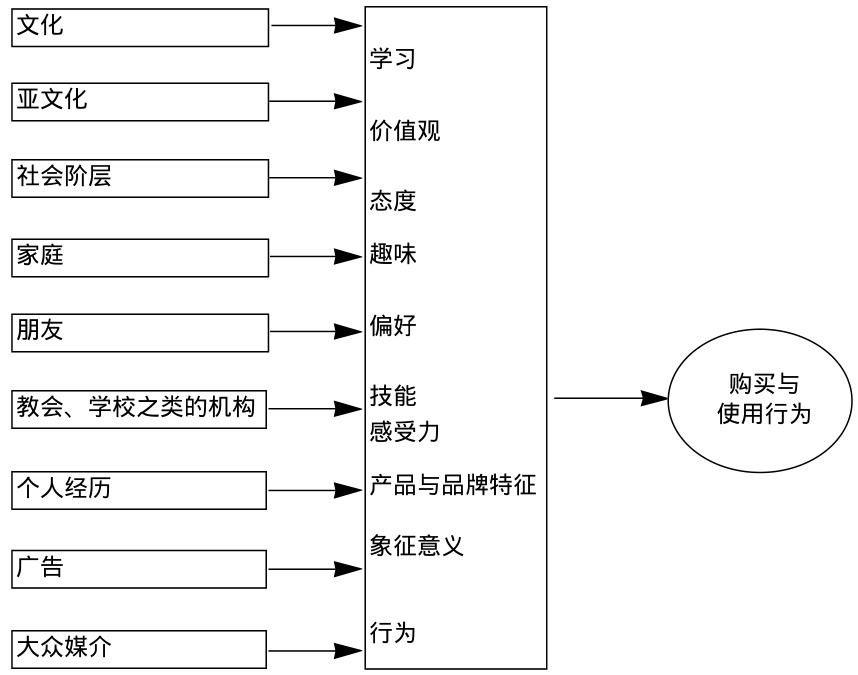 文化
亚文化
社会阶层
家庭
朋友
教会、学校之类的机构
个人经历
广告
大众媒介
学习
价值观
态度
趣味
偏好
技能
感受力
产品与品牌特征
象征意义
行为
购买与
使用行为